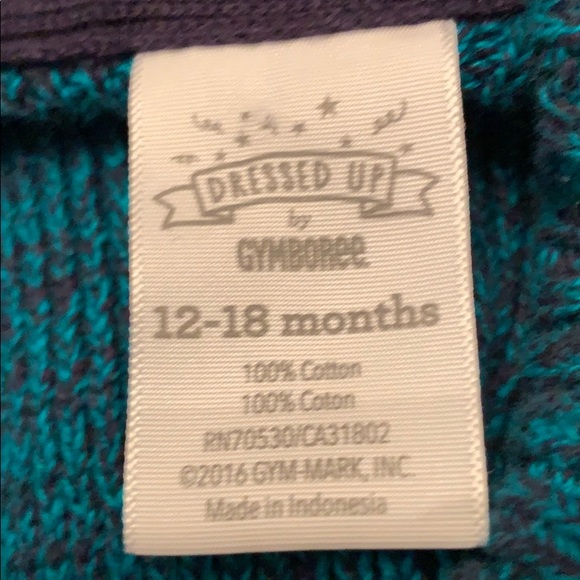 DRESSED UP
by
GYMBOREE
12-18 months
100% Cotton
100% Coton
RN70530/CA31802
©2016 GYM-MARK, INC.
Made in Indonesia